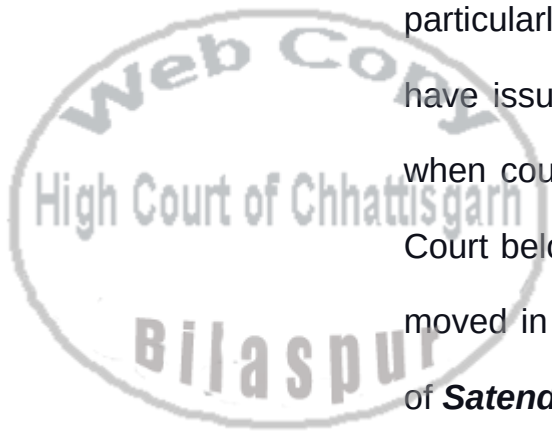 Web Copy
High Court of Chhattisgarh
Bilaspur
particularl
have issu
when cou
Court belo
moved in
of Satend